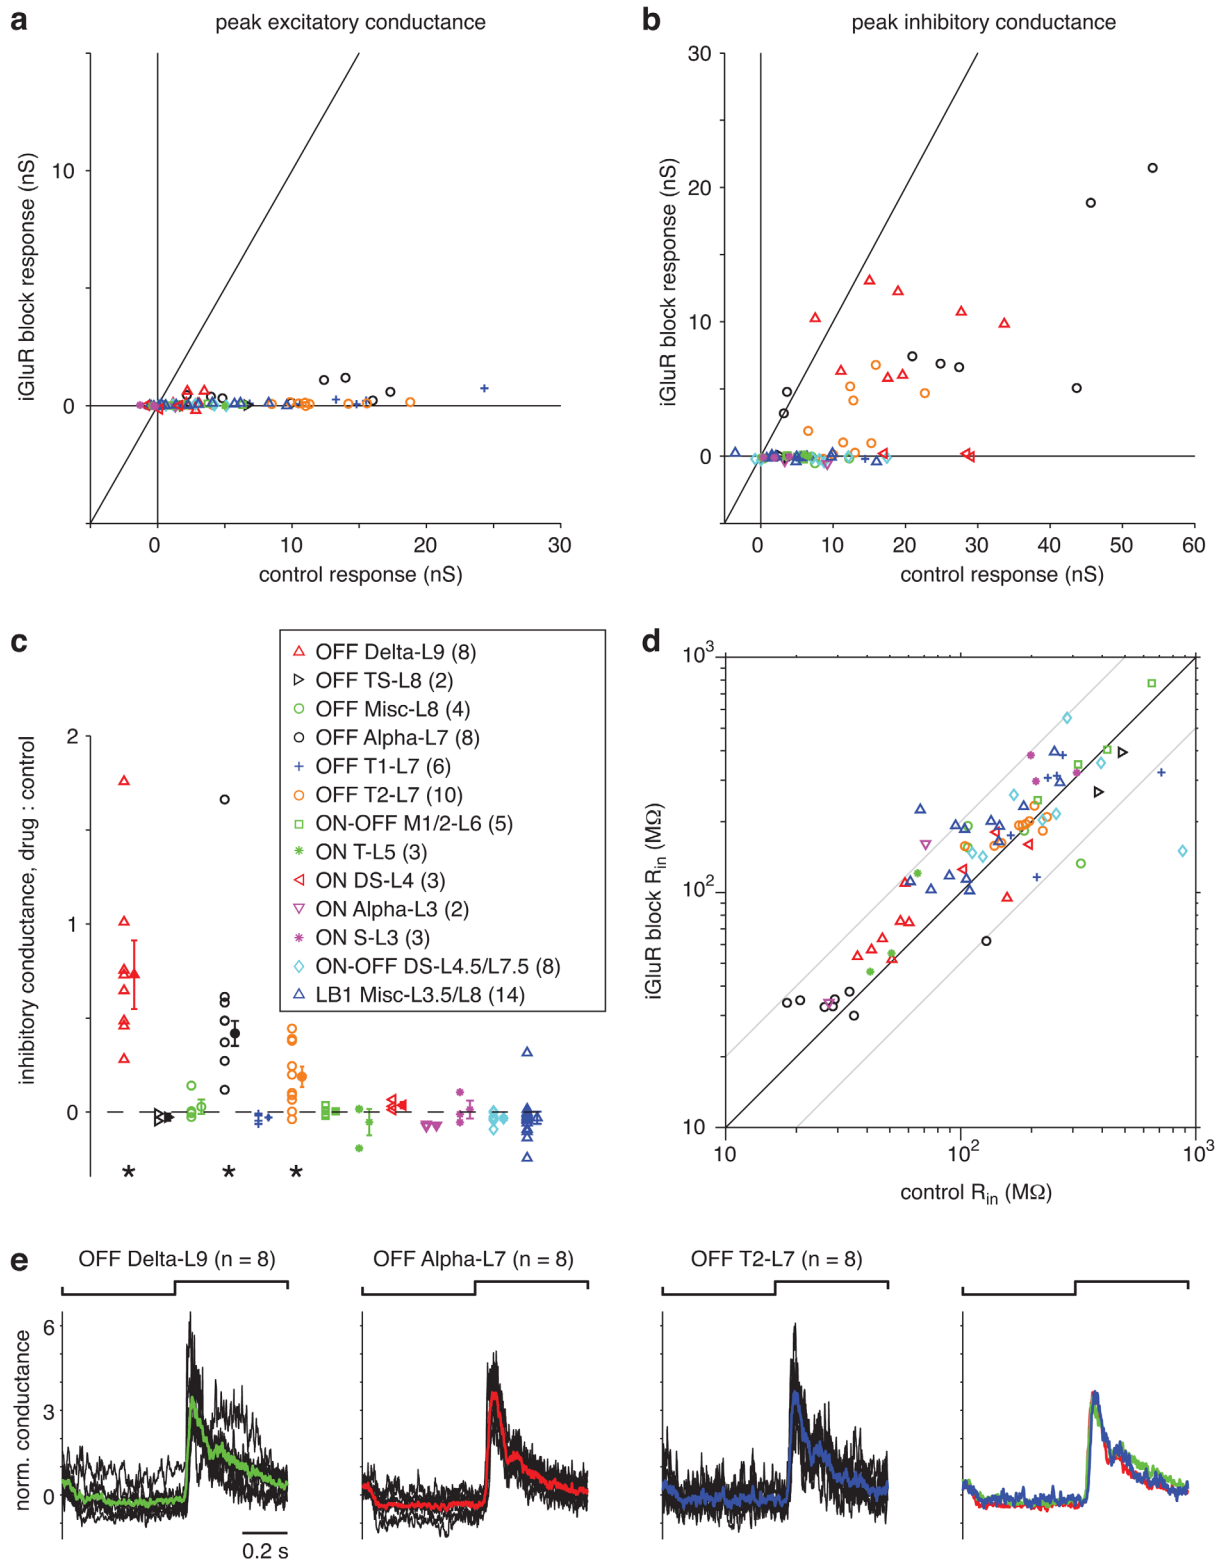 a
peak excitatory conductance
iGluR block response (nS)
10
0
0
10
20
30
control response (nS)
b
peak inhibitory conductance
iGluR block response (nS)
30
20
10
0
0
10
20
30
40
50
60
control response (nS)
c
inhibitory conductance, drug : control
2
1
0
* * *
OFF Delta-L9 (8)
OFF TS-L8 (2)
OFF Misc-L8 (4)
OFF Alpha-L7 (8)
OFF T1-L7 (6)
OFF T2-L7 (10)
ON-OFF M1/2-L6 (5)
ON T-L5 (3)
ON DS-L4 (3)
ON Alpha-L3 (2)
ON S-L3 (3)
ON-OFF DS-L4.5/L7.5 (8)
LB1 Misc-L3.5/L8 (14)
d
iGluR block Rin (MΩ)
10³
10²
10
10
10²
10³
control Rin (MΩ)
e
OFF Delta-L9 (n = 8)
OFF Alpha-L7 (n = 8)
OFF T2-L7 (n = 8)
norm. conductance
6
3
0
0.2 s